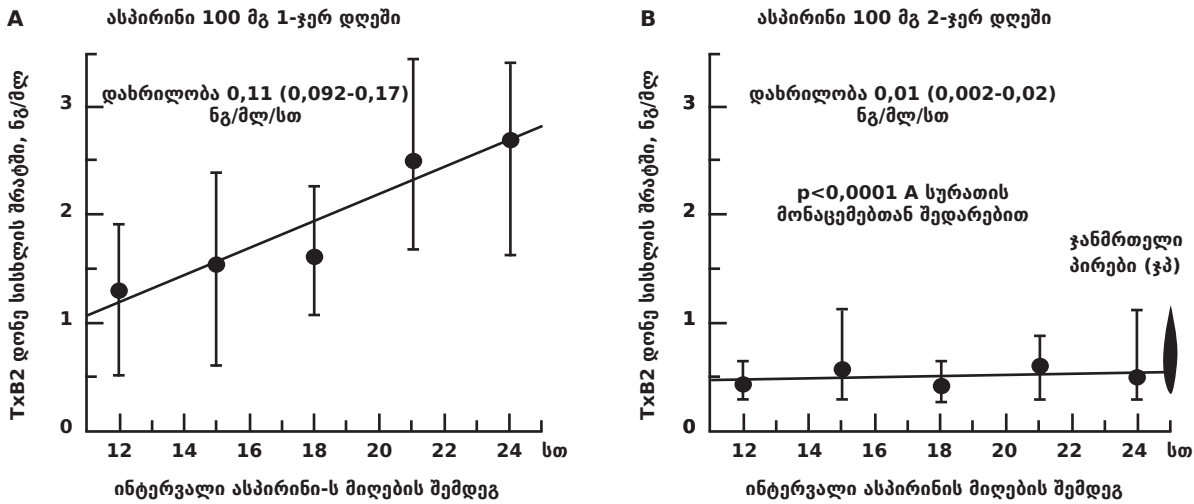 A
ასპირინი 100 მგ 1-ჯერ დღეში
TxB2 დონე სისხლის შრატში, ნგ/მლ
დახრილობა 0,11 (0,092-0,17)
ნგ/მლ/სთ
3
2
1
0
12 14 16 18 20 22 24 სთ
ინტერვალი ასპირინი-ს მიღების შემდეგ
B
ასპირინი 100 მგ 2-ჯერ დღეში
TxB2 დონე სისხლის შრატში, ნგ/მლ
დახრილობა 0,01 (0,002-0,02)
ნგ/მლ/სთ
p<0,0001 A სურათის
მონაცემებთან შედარებით
ჯანმრთელი
პირები (ჯპ)
3
2
1
0
12 14 16 18 20 22 24 სთ
ინტერვალი ასპირინის მიღების შემდეგ